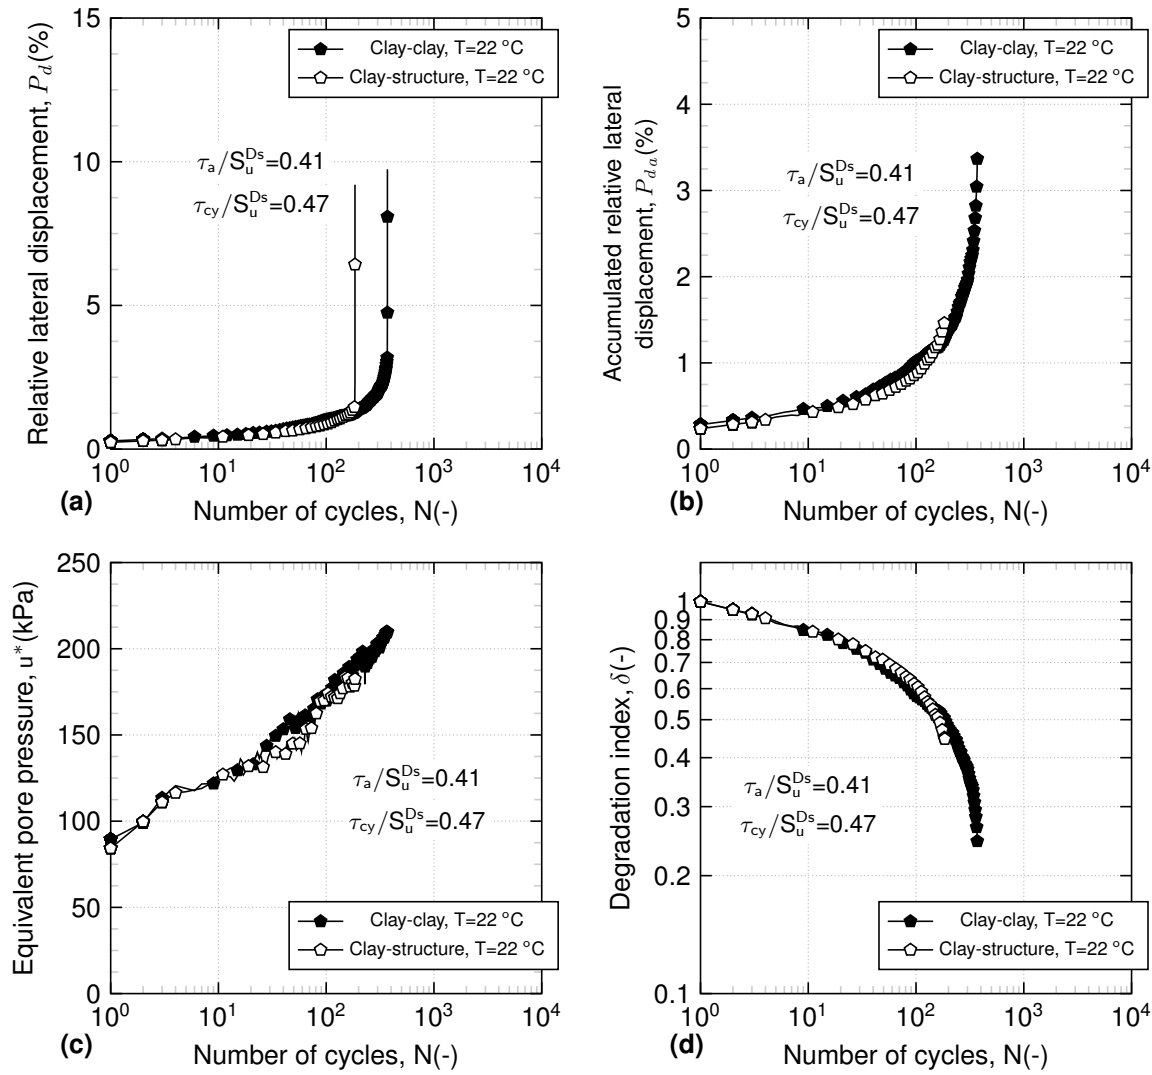 15
10
5
0
Relative lateral displacement, P_d(%)
Clay-clay, T=22 °C
Clay-structure, T=22 °C
τ_a/S_u^Ds=0.41
τ_cy/S_u^Ds=0.47
10^0 10^1 10^2 10^3 10^4
(a)
Number of cycles, N(-)
5
4
3
2
1
0
Accumulated relative lateral
displacement, P_da(%)
Clay-clay, T=22 °C
Clay-structure, T=22 °C
τ_a/S_u^Ds=0.41
τ_cy/S_u^Ds=0.47
10^0 10^1 10^2 10^3 10^4
(b)
Number of cycles, N(-)
250
200
150
100
50
0
Equivalent pore pressure, u*(kPa)
τ_a/S_u^Ds=0.41
τ_cy/S_u^Ds=0.47
Clay-clay, T=22 °C
Clay-structure, T=22 °C
10^0 10^1 10^2 10^3 10^4
(c)
Number of cycles, N(-)
1
0.9
0.8
0.7
0.6
0.5
0.4
0.3
0.2
0.1
Degradation index, δ(-)
τ_a/S_u^Ds=0.41
τ_cy/S_u^Ds=0.47
Clay-clay, T=22 °C
Clay-structure, T=22 °C
10^0 10^1 10^2 10^3 10^4
(d)
Number of cycles, N(-)